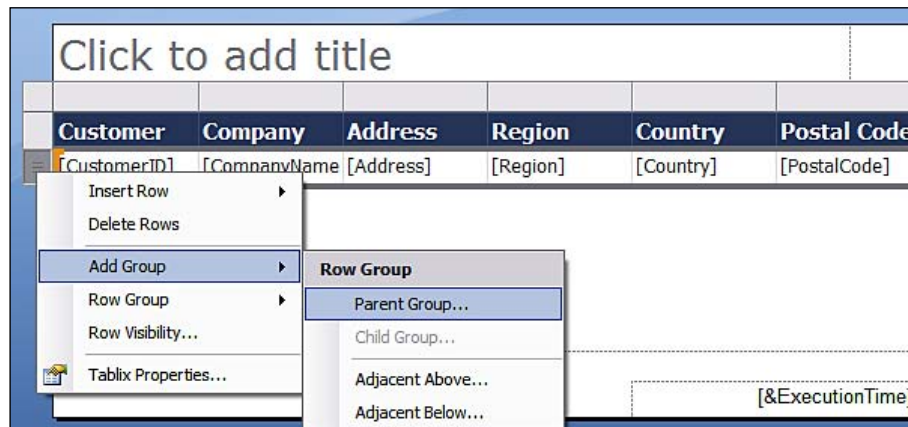 Click to add title
Customer Company Address Region Country Postal Code
[CustomerID] [CompanyName [Address] [Region] [Country] [PostalCode]
Insert Row
Delete Rows
Add Group
Row Group
Row Group
Parent Group...
Row Visibility...
Child Group...
Tablix Properties...
Adjacent Above...
[&ExecutionTime]
Adjacent Below...